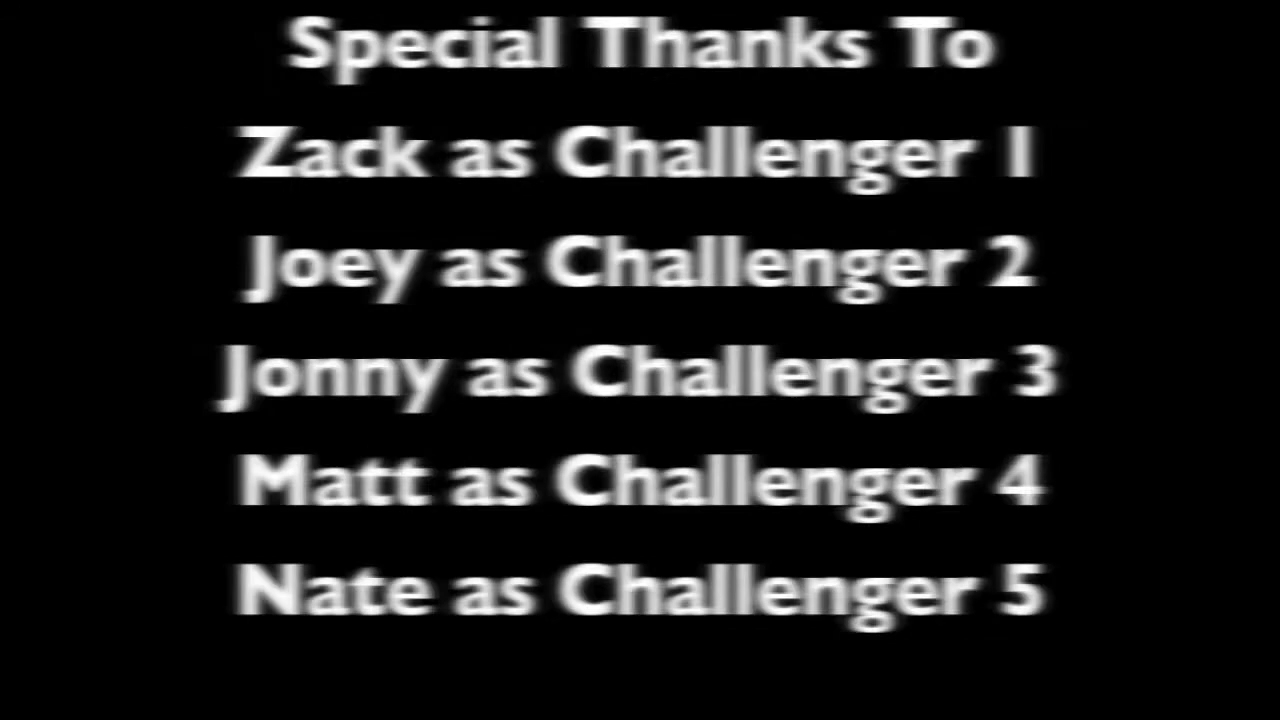 Special Thanks To
Zack as Challenger 1
Joey as Challenger 2
Jonny as Challenger 3
Matt as Challenger 4
Nate as Challenger 5